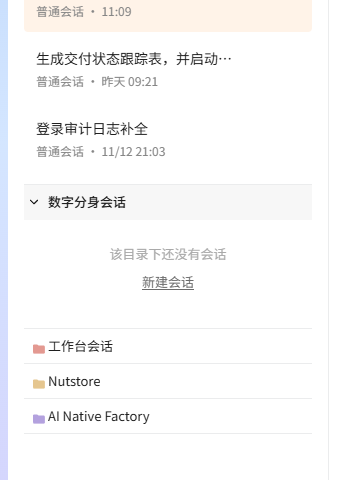 普通会话 • 11:09
生成交付状态跟踪表，并启动…
普通会话 • 昨天 09:21
登录审计日志补全
普通会话 • 11/12 21:03
数字分身会话
该目录下还没有会话
新建会话
工作台会话
Nutstore
AI Native Factory